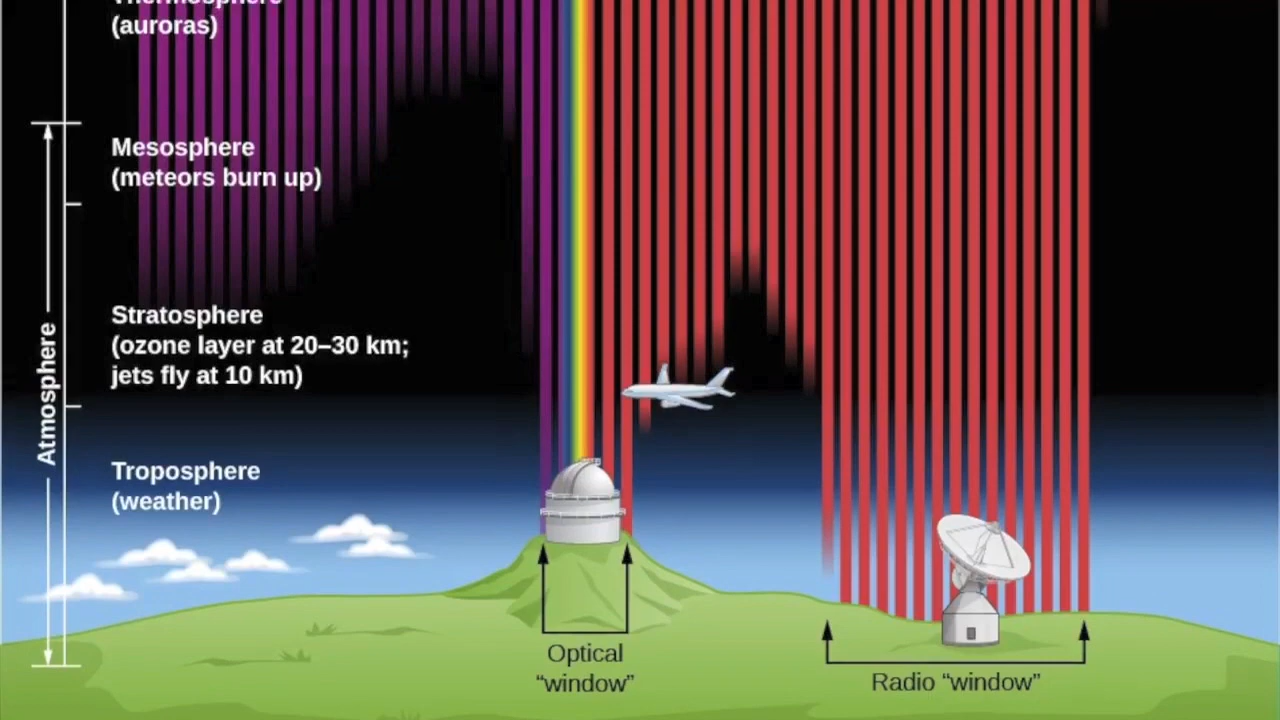 Thermosphere
(auroras)
Mesosphere
(meteors burn up)
Stratosphere
(ozone layer at 20–30 km;
jets fly at 10 km)
Atmosphere
Troposphere
(weather)
Optical
“window”
Radio “window”